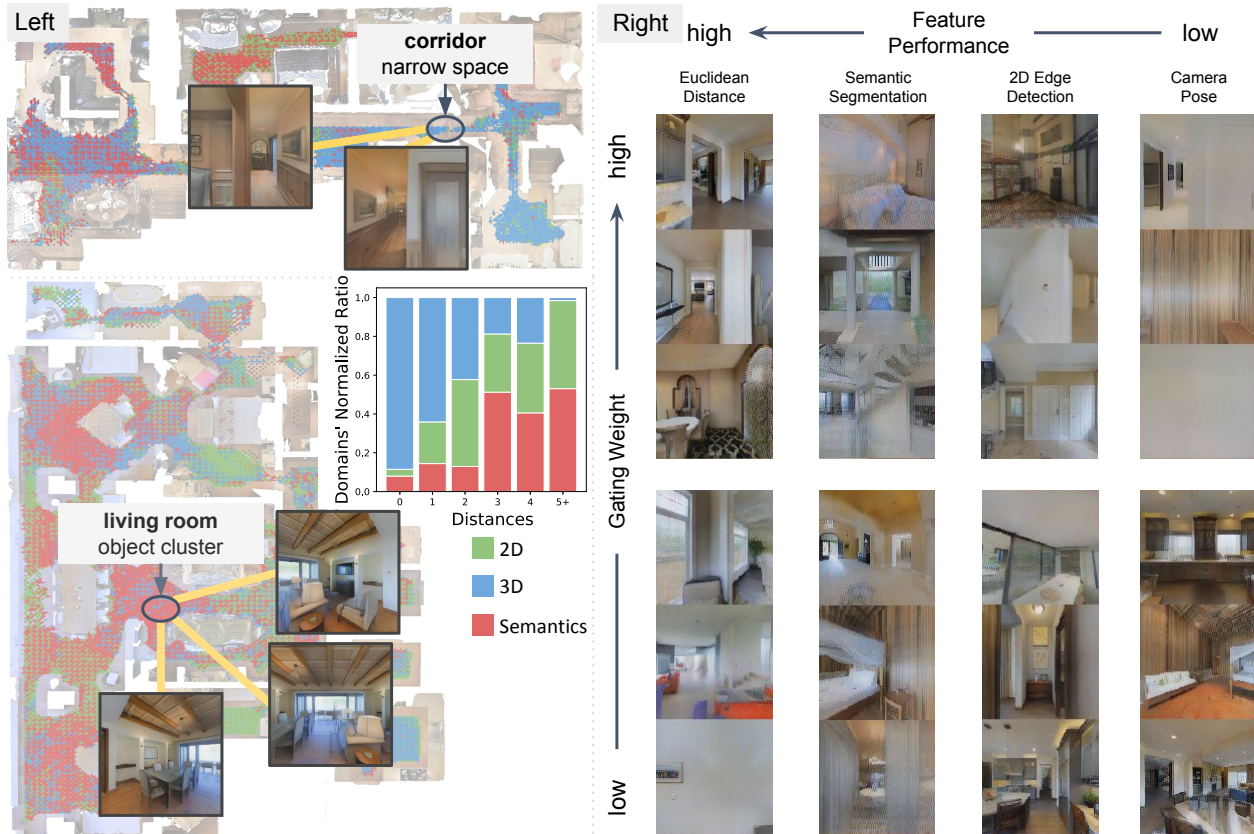 Left
corridor
narrow space
Domains' Normalized Ratio
1.0
0.8
0.6
0.4
0.2
0.0
0 1 2 3 4 5+
Distances
2D
3D
Semantics
living room
object cluster
Right
high
Feature
Performance
low
Euclidean
Distance
Semantic
Segmentation
2D Edge
Detection
Camera
Pose
high
Gating Weight
low